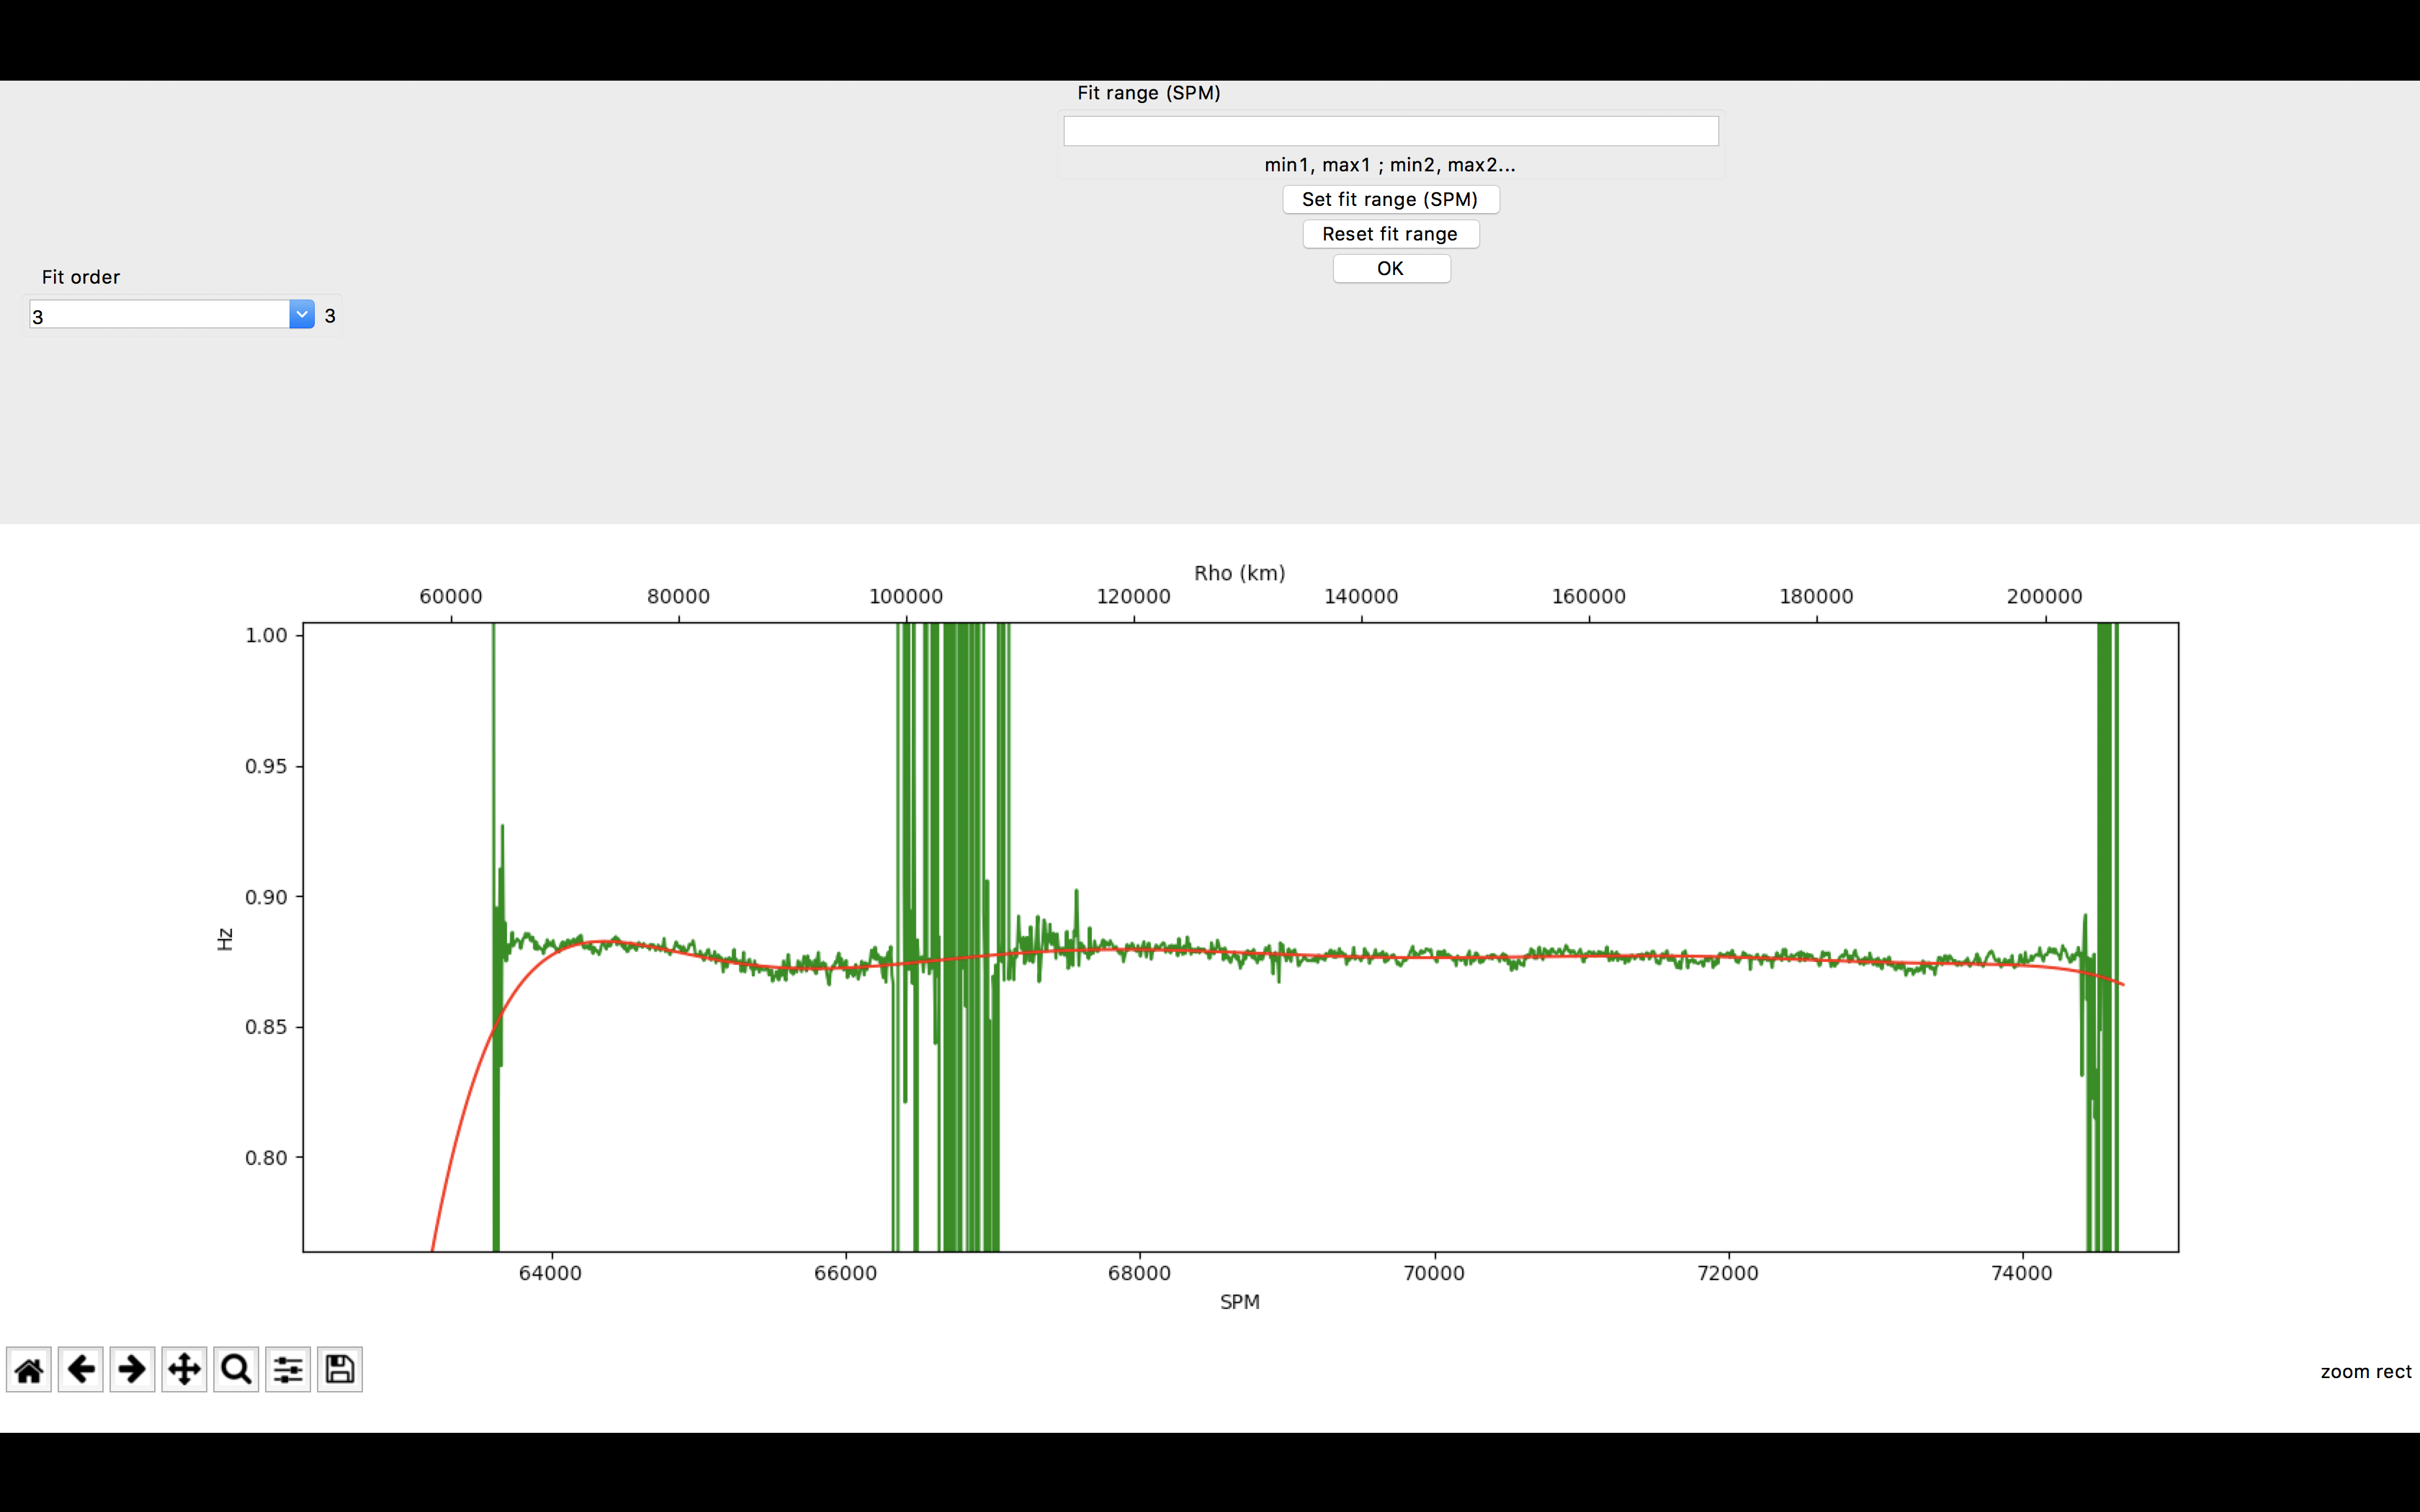 Fit range (SPM)
min1, max1 ; min2, max2...
Set fit range (SPM)
Reset fit range
OK
Fit order
3 3
Rho (km)
60000 80000 100000 120000 140000 160000 180000 200000
1.00
0.95
0.90
Hz
0.85
0.80
64000 66000 68000 70000 72000 74000
SPM
zoom rect